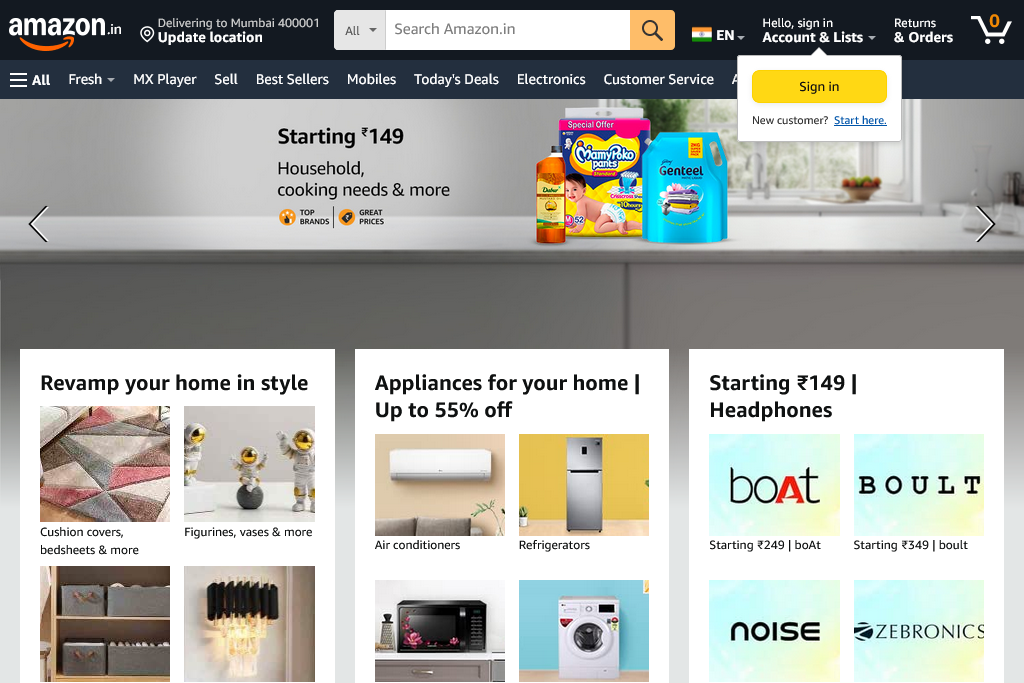 amazon.in
Delivering to Mumbai 400001
Update location
All
Search Amazon.in
EN
Hello, sign in
Account & Lists
Returns
& Orders
0
All
Fresh
MX Player
Sell
Best Sellers
Mobiles
Today's Deals
Electronics
Customer Service
Sign in
New customer? Start here.
Starting ₹149
Household,
cooking needs & more
TOP
BRANDS
GREAT
PRICES
Special Offer
MamyPoko
pants
Standard
Dabur
Genteel
M 52
Revamp your home in style
Cushion covers,
bedsheets & more
Figurines, vases & more
Appliances for your home |
Up to 55% off
Air conditioners
Refrigerators
Starting ₹149 |
Headphones
boAt
BOULT
Starting ₹249 | boAt
Starting ₹349 | boult
noise
ZEBRONICS